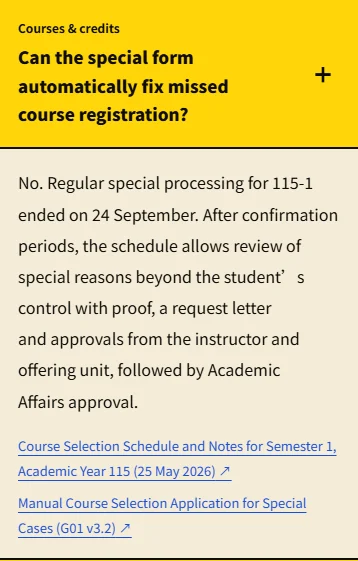 Courses & credits
Can the special form
automatically fix missed
course registration?
+
No. Regular special processing for 115-1
ended on 24 September. After confirmation
periods, the schedule allows review of
special reasons beyond the student’s
control with proof, a request letter
and approvals from the instructor and
offering unit, followed by Academic
Affairs approval.
Course Selection Schedule and Notes for Semester 1,
Academic Year 115 (25 May 2026) ↗
Manual Course Selection Application for Special
Cases (G01 v3.2) ↗